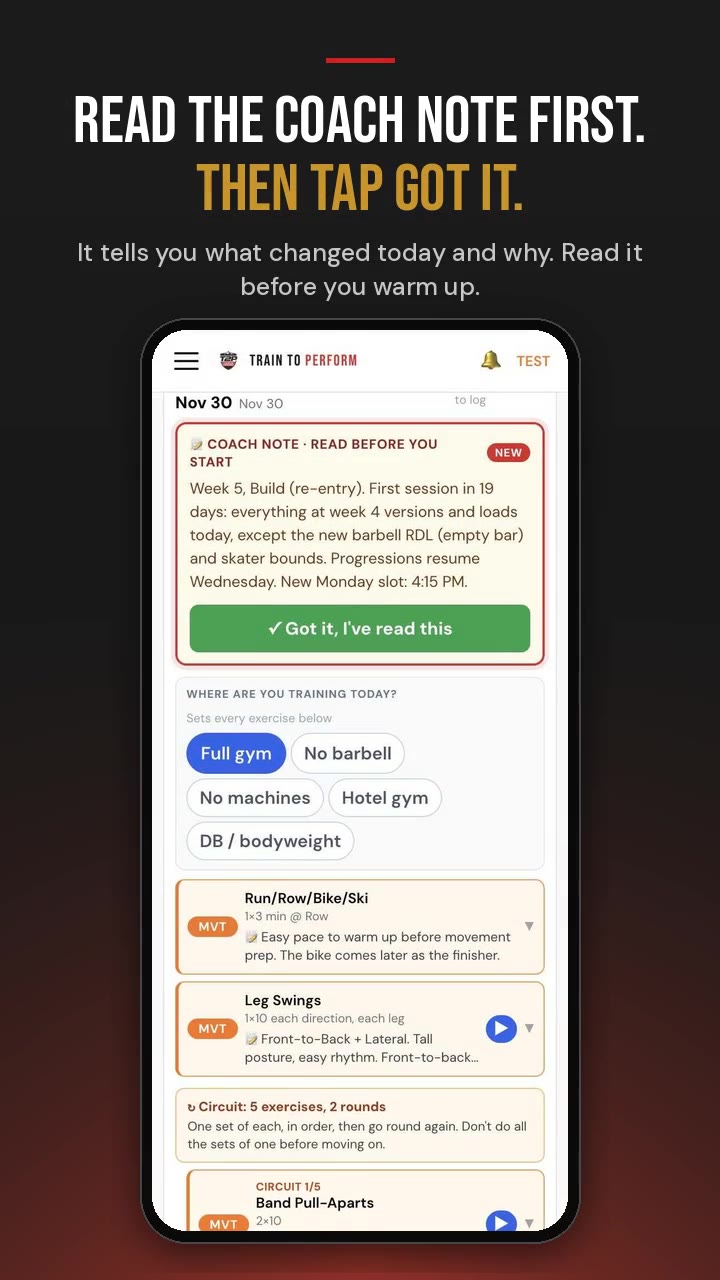 READ THE COACH NOTE FIRST.
THEN TAP GOT IT.
It tells you what changed today and why. Read it
before you warm up.
TRAIN TO PERFORM
TEST
Nov 30 Nov 30
to log
COACH NOTE · READ BEFORE YOU
START
NEW
Week 5, Build (re-entry). First session in 19
days: everything at week 4 versions and loads
today, except the new barbell RDL (empty bar)
and skater bounds. Progressions resume
Wednesday. New Monday slot: 4:15 PM.
✓ Got it, I've read this
WHERE ARE YOU TRAINING TODAY?
Sets every exercise below
Full gym
No barbell
No machines
Hotel gym
DB / bodyweight
MVT
Run/Row/Bike/Ski
1×3 min @ Row
Easy pace to warm up before movement
prep. The bike comes later as the finisher.
MVT
Leg Swings
1×10 each direction, each leg
Front-to-Back + Lateral. Tall
posture, easy rhythm. Front-to-back...
↻ Circuit: 5 exercises, 2 rounds
One set of each, in order, then go round again. Don't do all
the sets of one before moving on.
CIRCUIT 1/5
Band Pull-Aparts
MVT
2×10